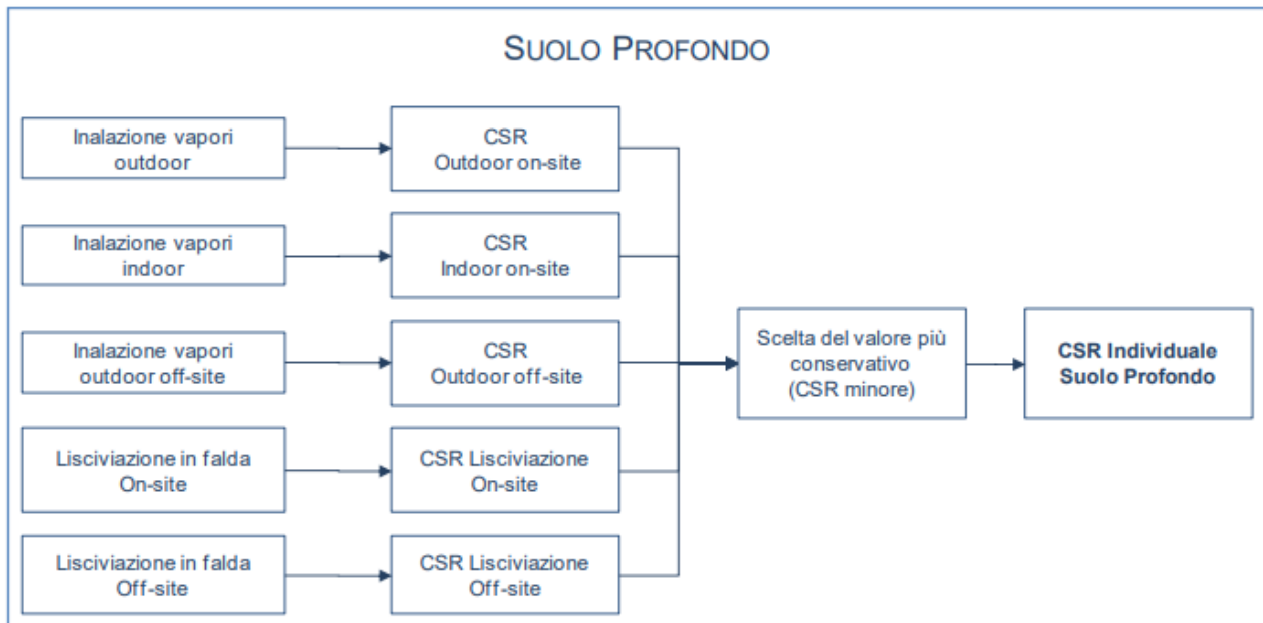 SUOLO PROFONDO
Inalazione vapori
outdoor
CSR
Outdoor on-site
Inalazione vapori
indoor
CSR
Indoor on-site
Inalazione vapori
outdoor off-site
CSR
Outdoor off-site
Scelta del valore più
conservativo
(CSR minore)
CSR Individuale
Suolo Profondo
Lisciviazione in falda
On-site
CSR Lisciviazione
On-site
Lisciviazione in falda
Off-site
CSR Lisciviazione
Off-site